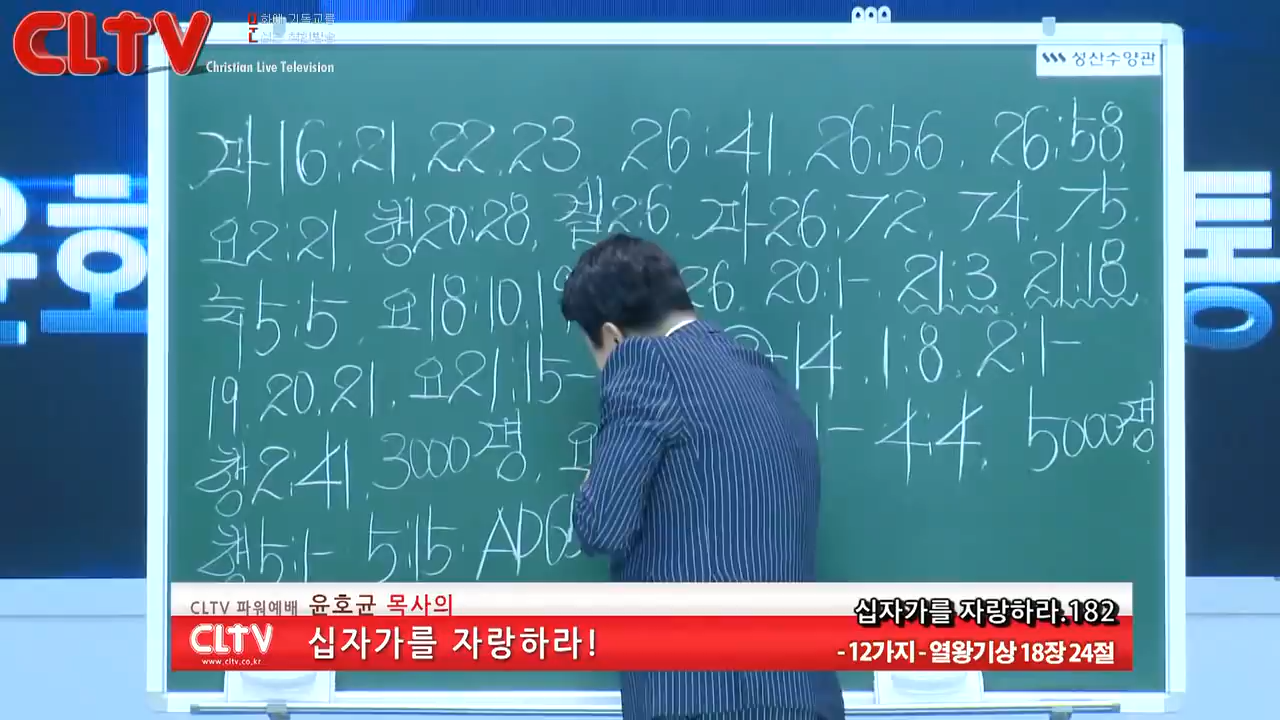 CLTV
Christian Live Television
성산수양관
마16:21, 22, 23 26:41, 26:56, 26:58,
요2:21, 행20:28, 26, 마26:72, 74, 75.
눅5:5, 요18:10, 26, 20:1-, 21:3 21:18
19, 20, 21, 요21:15- 14, 1:8, 2:1-
행2:41, 3000명, 1- 4:4, 5000명
행5:1- 5:15, AD6
CLTV 파워예배 윤호균 목사의
십자가를 자랑하라.182
CLTV
www.cltv.co.kr
십자가를 자랑하라!
- 12가지 - 열왕기상 18장 24절